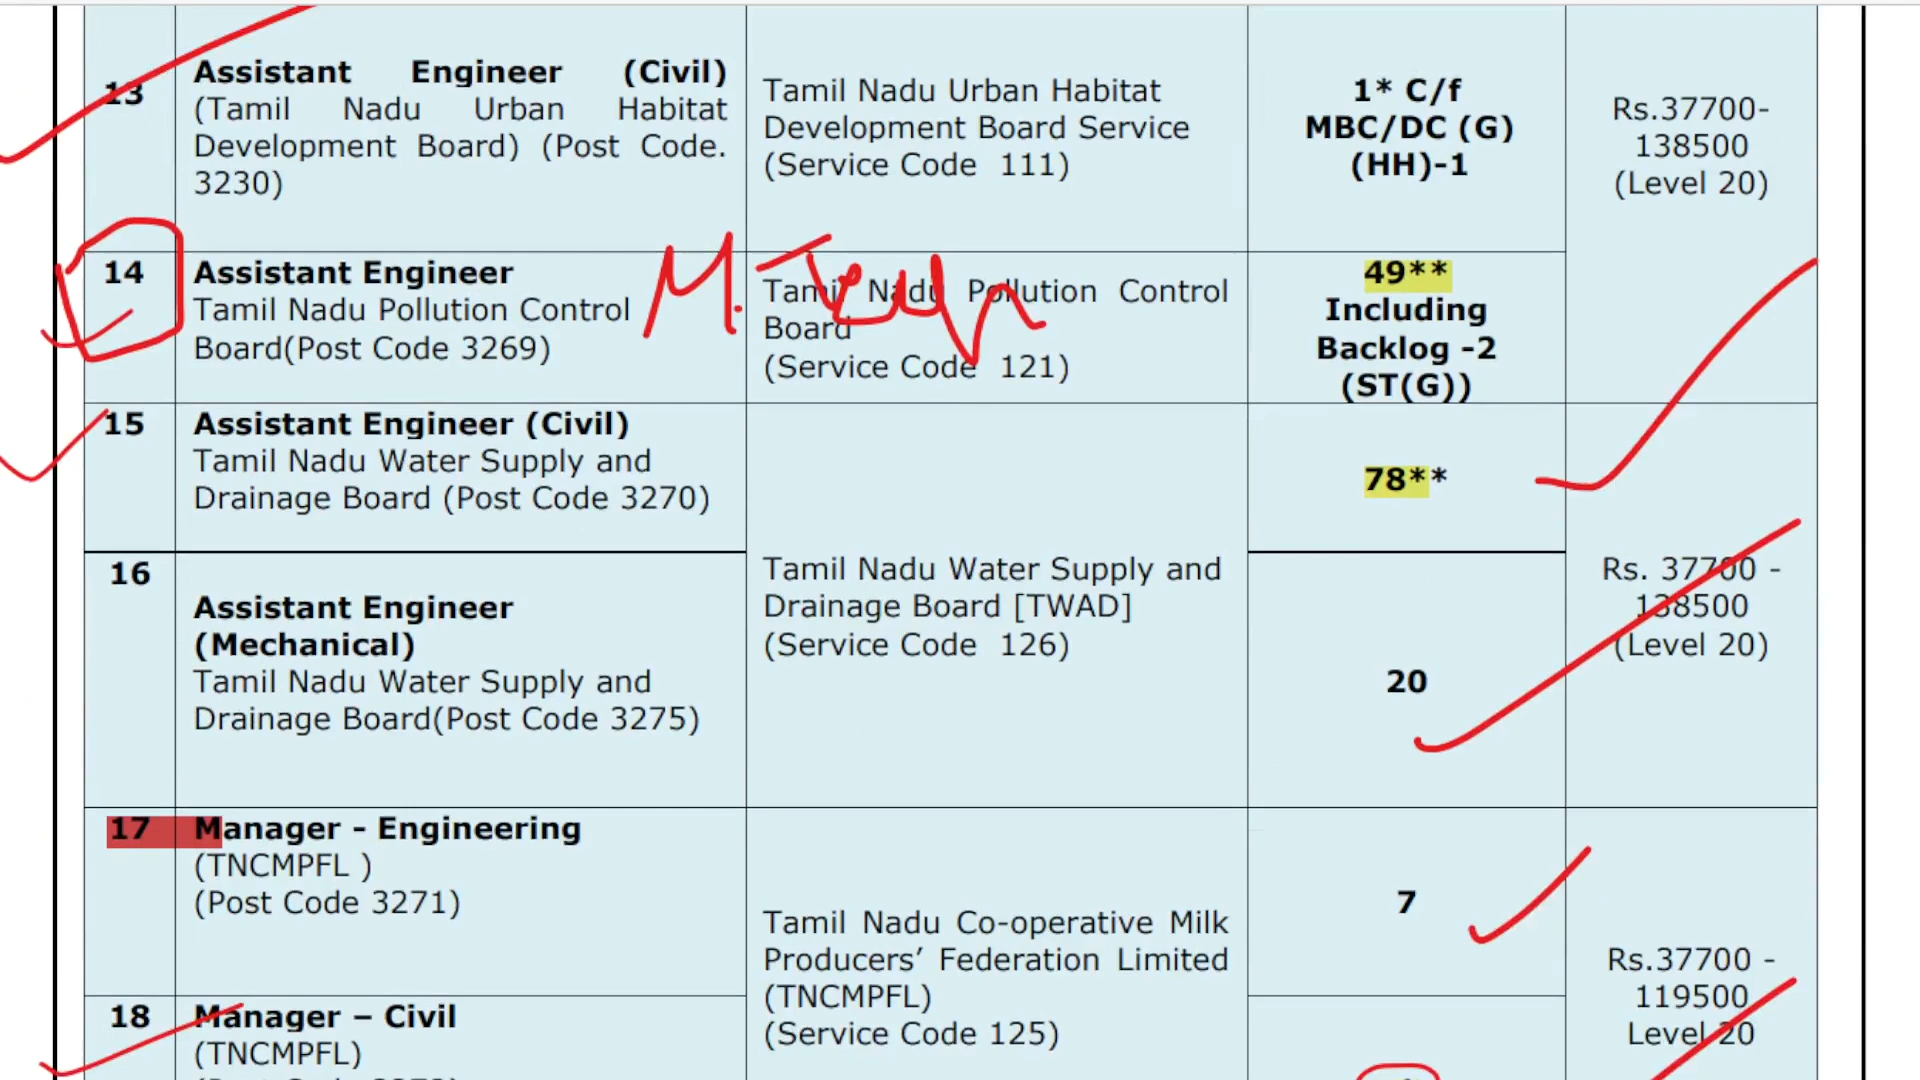 13
Assistant Engineer (Civil)
(Tamil Nadu Urban Habitat
Development Board) (Post Code.
3230)
Tamil Nadu Urban Habitat
Development Board Service
(Service Code 111)
1* C/f
MBC/DC (G)
(HH)-1
Rs.37700-
138500
(Level 20)
14
Assistant Engineer
Tamil Nadu Pollution Control
Board(Post Code 3269)
Tamil Nadu Pollution Control
Board
(Service Code 121)
49**
Including
Backlog -2
(ST(G))
15
Assistant Engineer (Civil)
Tamil Nadu Water Supply and
Drainage Board (Post Code 3270)
78**
16
Assistant Engineer
(Mechanical)
Tamil Nadu Water Supply and
Drainage Board(Post Code 3275)
Tamil Nadu Water Supply and
Drainage Board [TWAD]
(Service Code 126)
20
Rs. 37700 -
138500
(Level 20)
17
Manager - Engineering
(TNCMPFL )
(Post Code 3271)
7
Tamil Nadu Co-operative Milk
Producers’ Federation Limited
(TNCMPFL)
(Service Code 125)
Rs.37700 -
119500
Level 20
18
Manager – Civil
(TNCMPFL)